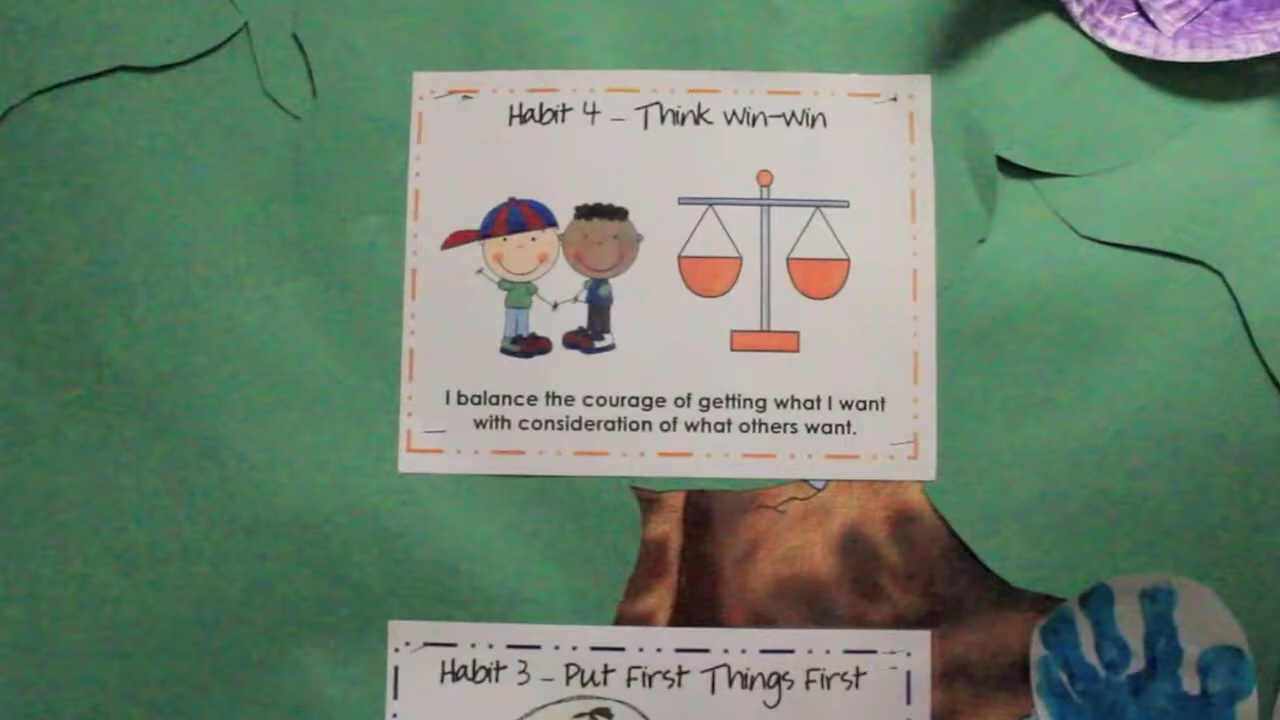 Habit 4 - Think Win-Win
I balance the courage of getting what I want
with consideration of what others want.
Habit 3 - Put First Things First